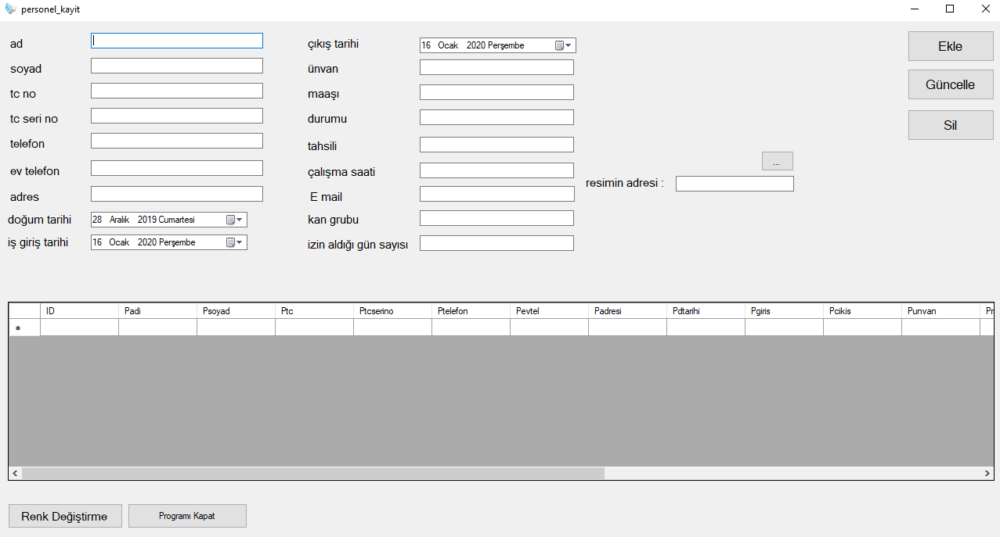 personel_kayit
ad
soyad
tc no
tc seri no
telefon
ev telefon
adres
doğum tarihi 28 Aralık 2019 Cumartesi
iş giriş tarihi 16 Ocak 2020 Perşembe
çıkış tarihi 16 Ocak 2020 Perşembe
ünvan
maaşı
durumu
tahsili
çalışma saati
E mail
kan grubu
izin aldığı gün sayısı
...
resimin adresi :
Ekle
Güncelle
Sil
ID Padi Psoyad Ptc Ptcserino Ptelefon Pevtel Padresi Pdtarihi Pgiris Pcikis Punvan
Renk Değiştirme Programı Kapat